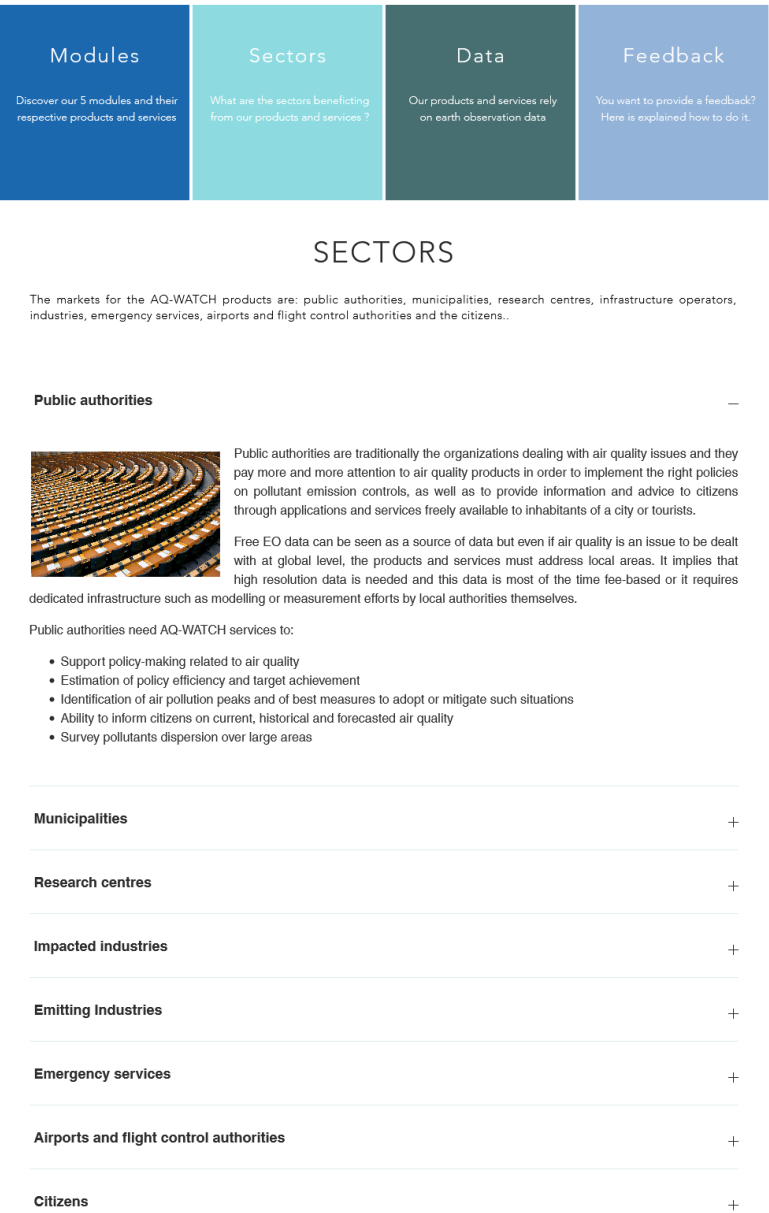 Modules
Discover our 5 modules and their
respective products and services
Sectors
What are the sectors beneficting
from our products and services ?
Data
Our products and services rely
on earth observation data
Feedback
You want to provide a feedback?
Here is explained how to do it.
SECTORS
The markets for the AQ-WATCH products are: public authorities, municipalities, research centres, infrastructure operators,
industries, emergency services, airports and flight control authorities and the citizens..
Public authorities
Public authorities are traditionally the organizations dealing with air quality issues and they
pay more and more attention to air quality products in order to implement the right policies
on pollutant emission controls, as well as to provide information and advice to citizens
through applications and services freely available to inhabitants of a city or tourists.
Free EO data can be seen as a source of data but even if air quality is an issue to be dealt
with at global level, the products and services must address local areas. It implies that
high resolution data is needed and this data is most of the time fee-based or it requires
dedicated infrastructure such as modelling or measurement efforts by local authorities themselves.
Public authorities need AQ-WATCH services to:
• Support policy-making related to air quality
• Estimation of policy efficiency and target achievement
• Identification of air pollution peaks and of best measures to adopt or mitigate such situations
• Ability to inform citizens on current, historical and forecasted air quality
• Survey pollutants dispersion over large areas
Municipalities
Research centres
Impacted industries
Emitting Industries
Emergency services
Airports and flight control authorities
Citizens